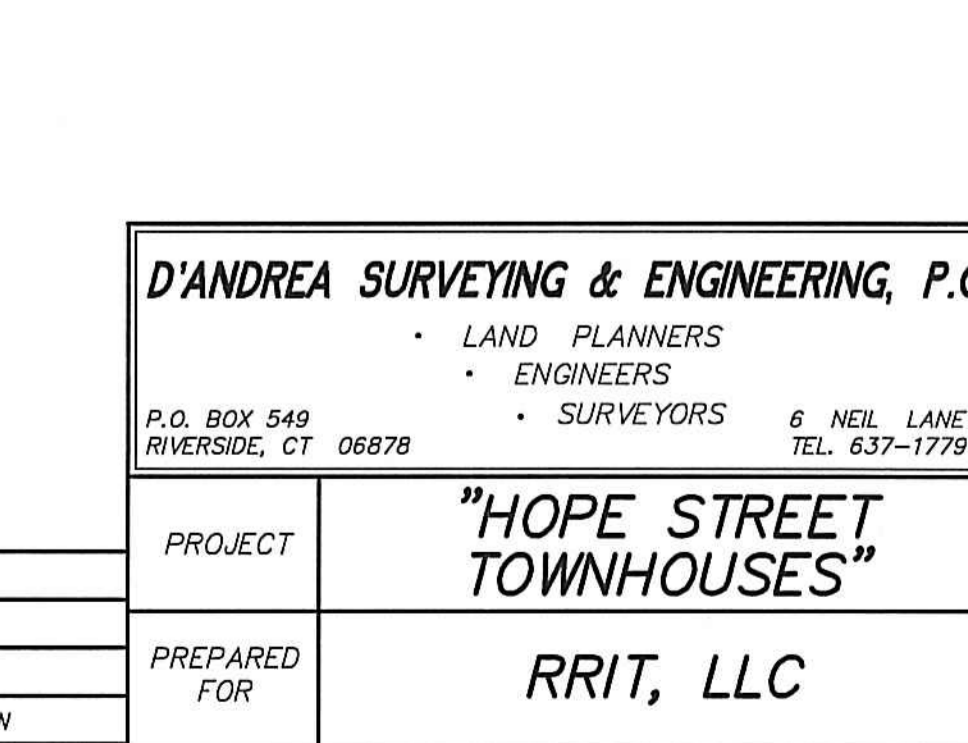 D'ANDREA SURVEYING & ENGINEERING, P.C
• LAND PLANNERS
• ENGINEERS
• SURVEYORS
P.O. BOX 549
RIVERSIDE, CT 06878
6 NEIL LANE
TEL. 637-1779
PROJECT
"HOPE STREET
TOWNHOUSES"
PREPARED
FOR
RRIT, LLC